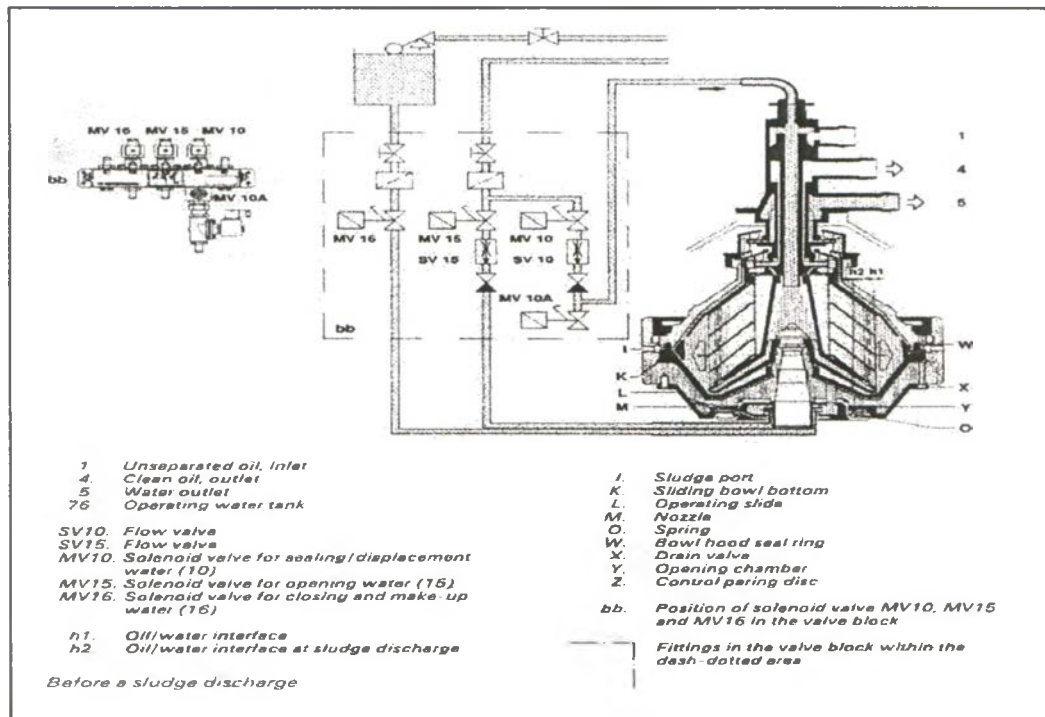 MV 16 MV 15 MV 10
bb
MV 10A
MV 16
MV 15
MV 10
SV 15
SV 10
MV 10A
bb
1
4
5
h2 h1
I
K
L
M
W
X
Y
O
1 Unseparated oil, inlet
4. Clean oil, outlet
5 Water outlet
76 Operating water tank
SV10. Flow valve
SV15. Flow valve
MV10. Solenoid valve for sealing/displacement
water (10)
MV15. Solenoid valve for opening water (15)
MV16. Solenoid valve for closing and make-up
water (16)
h1. Oil/water interface
h2. Oil/water interface at sludge discharge
Before a sludge discharge
I. Sludge port
K. Sliding bowl bottom
L. Operating slide
M. Nozzle
O. Spring
W. Bowl hood seal ring
X. Drain valve
Y. Opening chamber
Z. Control paring disc
bb. Position of solenoid valve MV10, MV15
and MV16 in the valve block
Fittings in the valve block within the
dash-dotted area